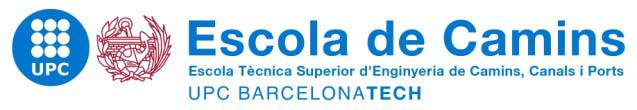 UPC
Escola de Camins
Escola Tècnica Superior d'Enginyeria de Camins, Canals i Ports
UPC BARCELONATECH